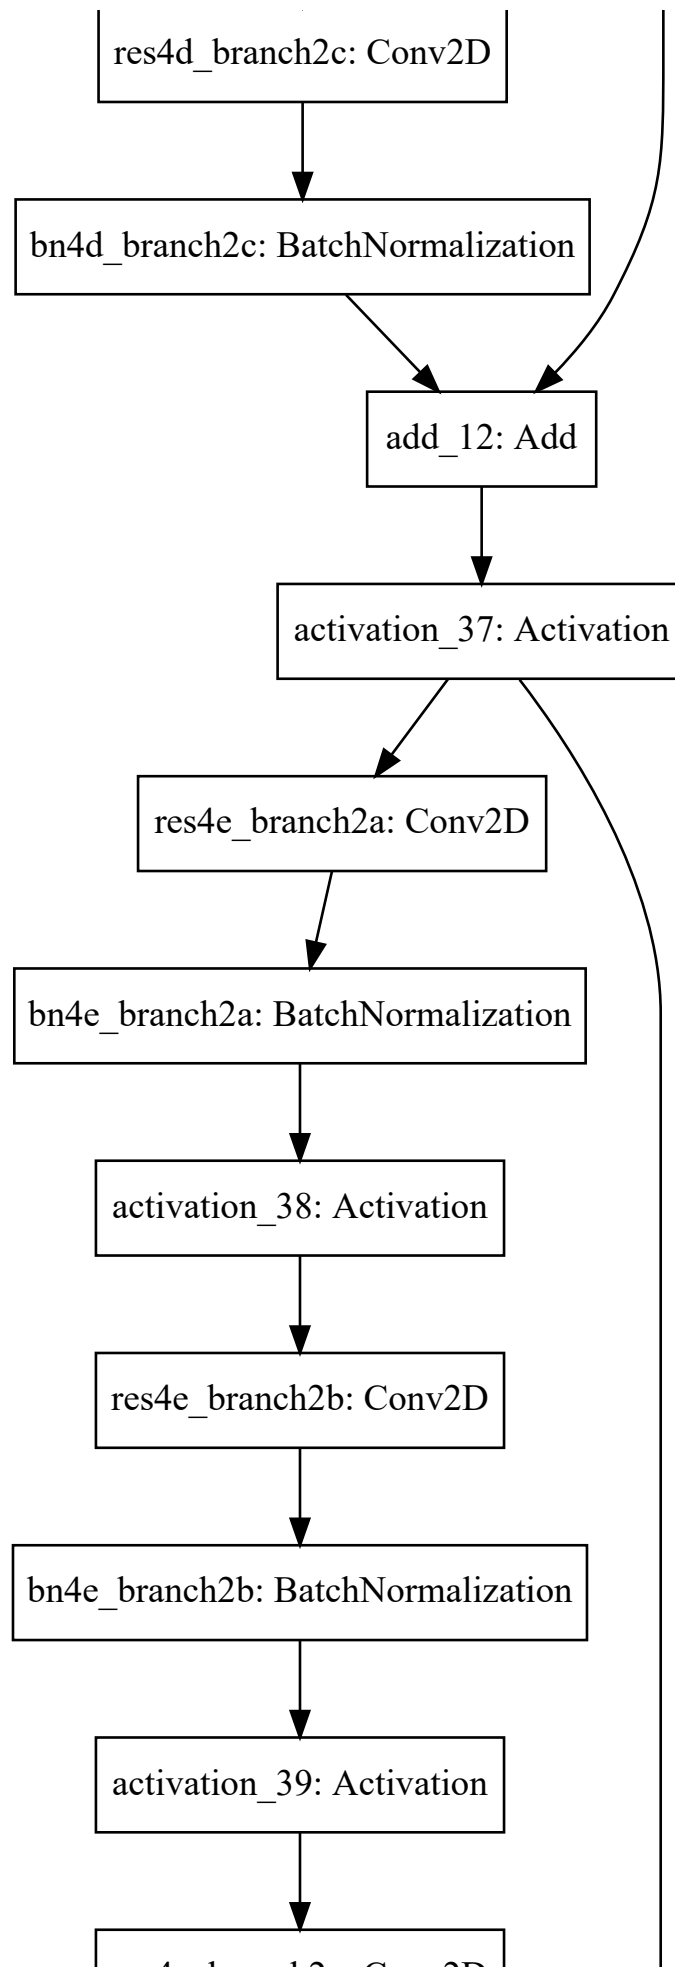 res4d_branch2c: Conv2D
bn4d_branch2c: BatchNormalization
add_12: Add
activation_37: Activation
res4e_branch2a: Conv2D
bn4e_branch2a: BatchNormalization
activation_38: Activation
res4e_branch2b: Conv2D
bn4e_branch2b: BatchNormalization
activation_39: Activation
Conv2D